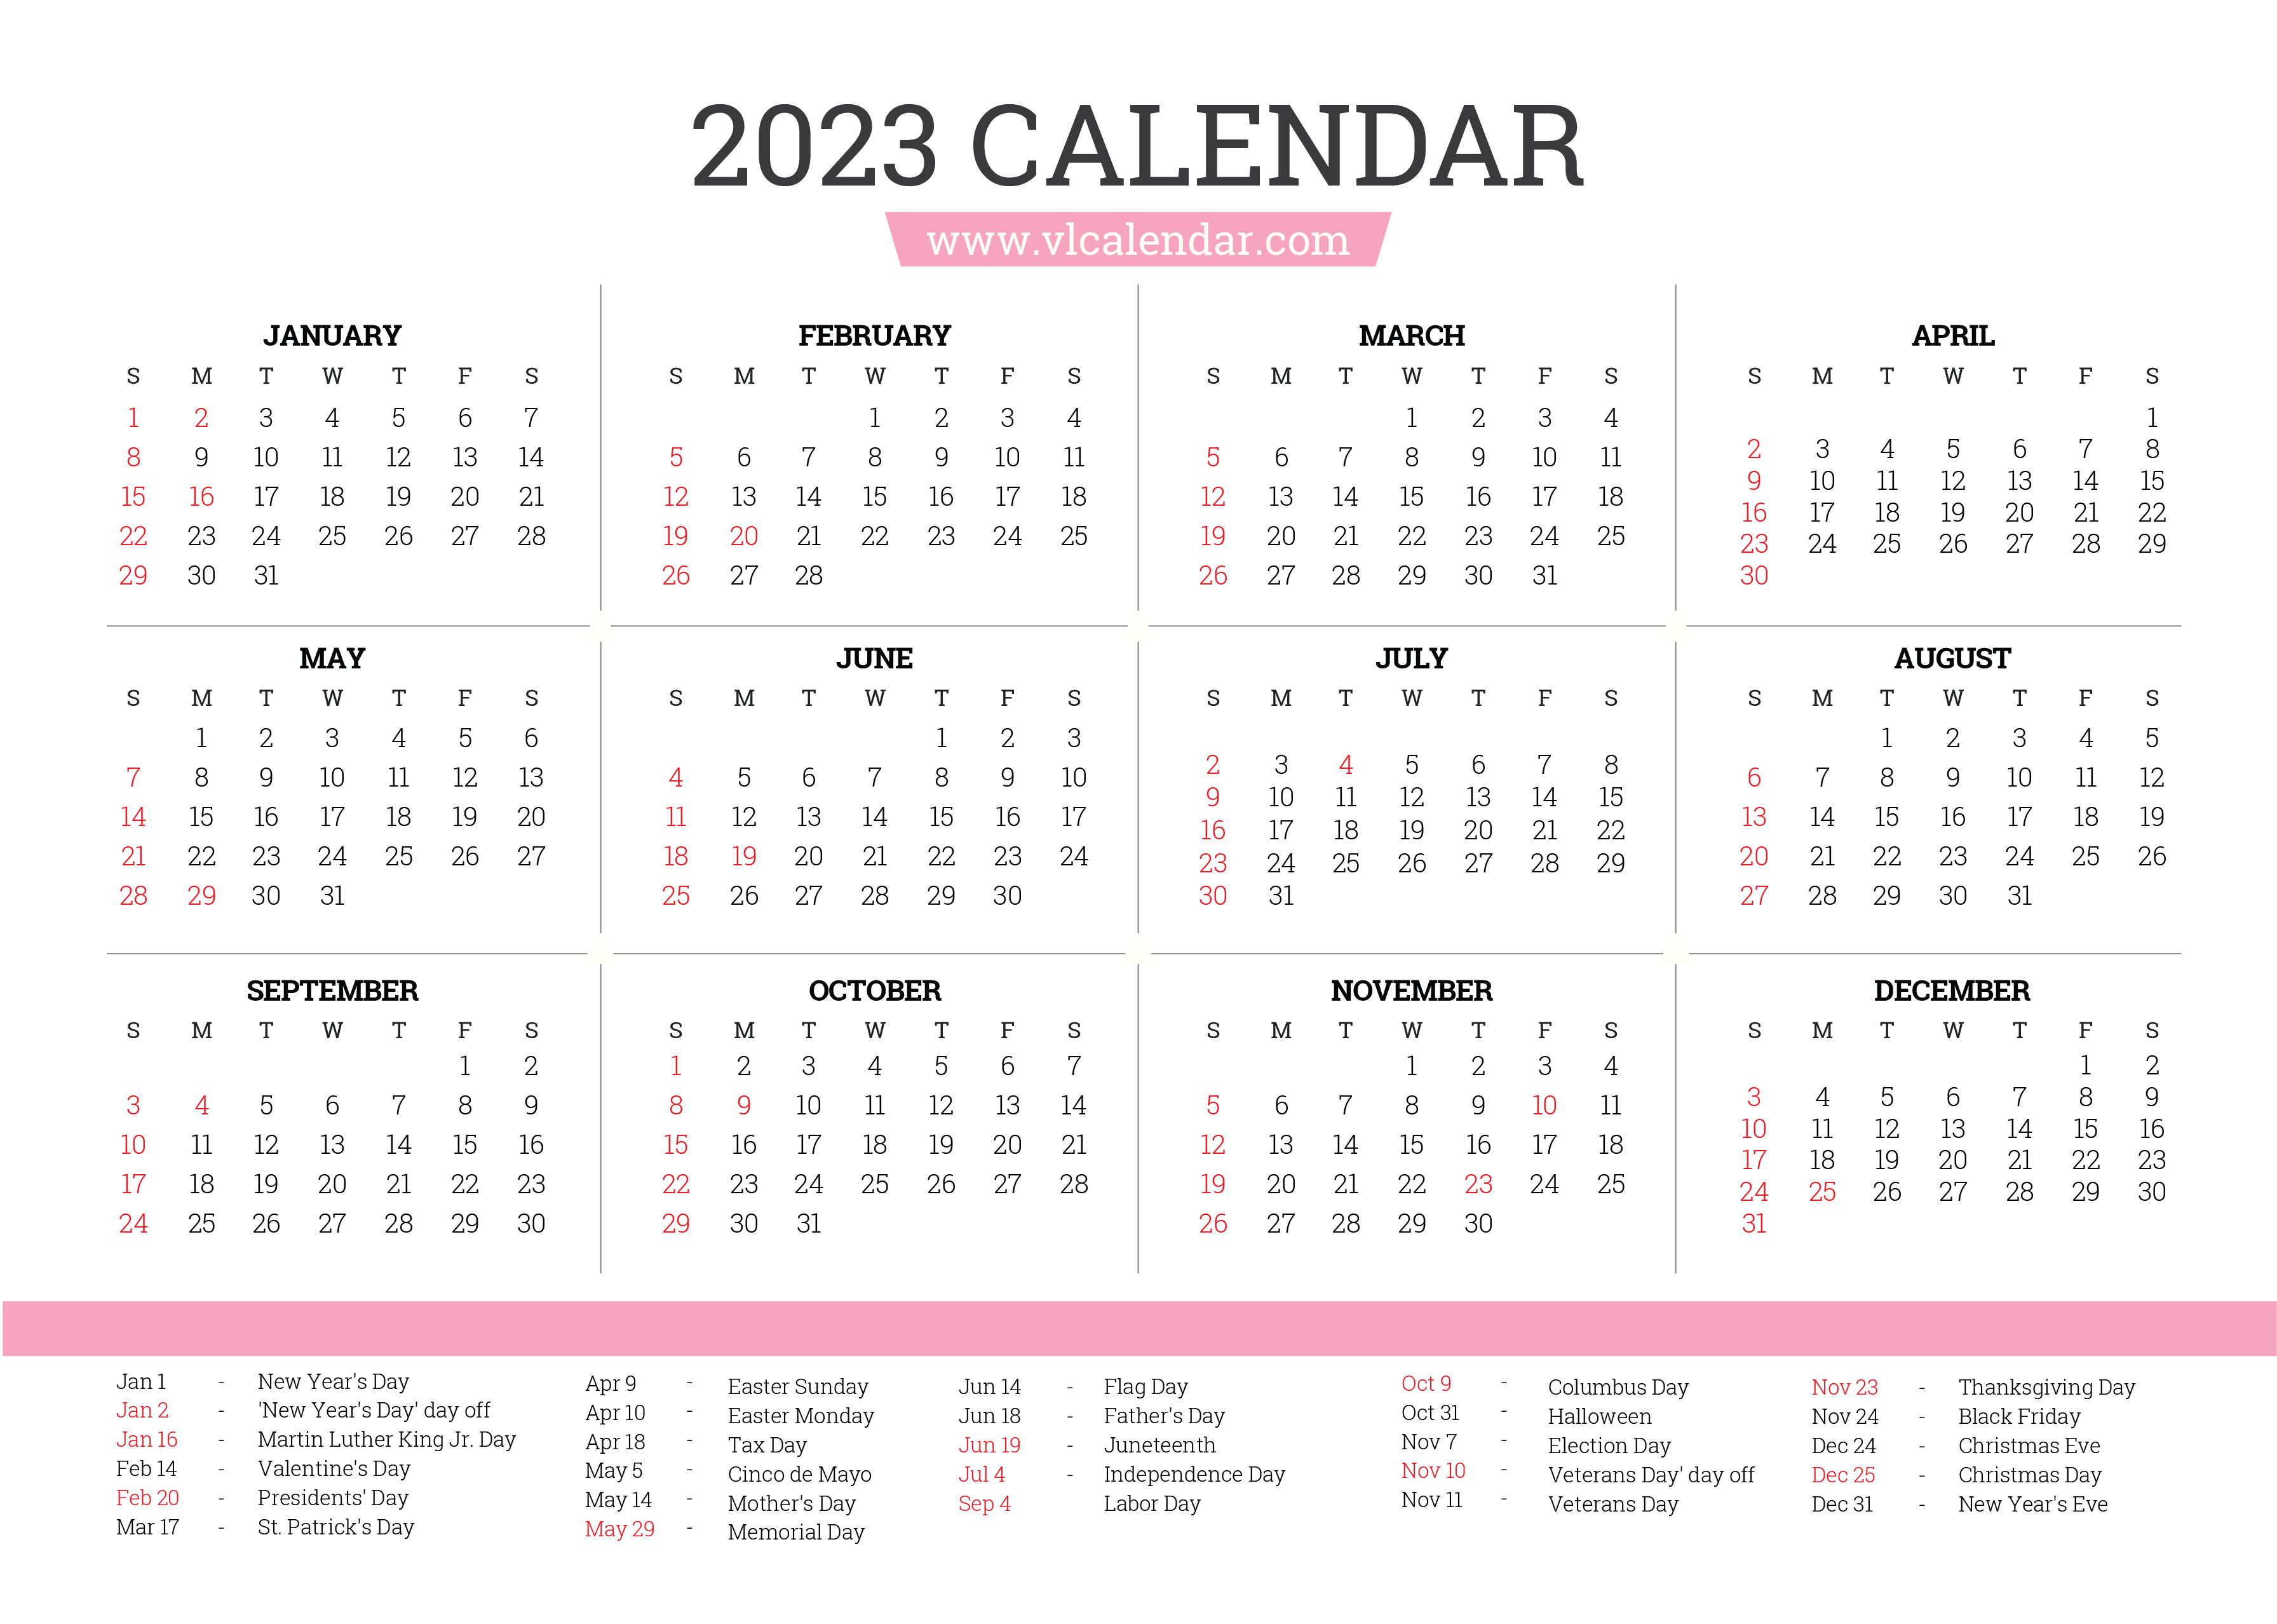 2023 CALENDAR
www.vlcalendar.com
JANUARY
S M T W T F S
1 2 3 4 5 6 7
8 9 10 11 12 13 14
15 16 17 18 19 20 21
22 23 24 25 26 27 28
29 30 31
FEBRUARY
S M T W T F S
1 2 3 4
5 6 7 8 9 10 11
12 13 14 15 16 17 18
19 20 21 22 23 24 25
26 27 28
MARCH
S M T W T F S
1 2 3 4
5 6 7 8 9 10 11
12 13 14 15 16 17 18
19 20 21 22 23 24 25
26 27 28 29 30 31
APRIL
S M T W T F S
1
2 3 4 5 6 7 8
9 10 11 12 13 14 15
16 17 18 19 20 21 22
23 24 25 26 27 28 29
30
MAY
S M T W T F S
1 2 3 4 5 6
7 8 9 10 11 12 13
14 15 16 17 18 19 20
21 22 23 24 25 26 27
28 29 30 31
JUNE
S M T W T F S
1 2 3
4 5 6 7 8 9 10
11 12 13 14 15 16 17
18 19 20 21 22 23 24
25 26 27 28 29 30
JULY
S M T W T F S
2 3 4 5 6 7 8
9 10 11 12 13 14 15
16 17 18 19 20 21 22
23 24 25 26 27 28 29
30 31
AUGUST
S M T W T F S
1 2 3 4 5
6 7 8 9 10 11 12
13 14 15 16 17 18 19
20 21 22 23 24 25 26
27 28 29 30 31
SEPTEMBER
S M T W T F S
1 2
3 4 5 6 7 8 9
10 11 12 13 14 15 16
17 18 19 20 21 22 23
24 25 26 27 28 29 30
OCTOBER
S M T W T F S
1 2 3 4 5 6 7
8 9 10 11 12 13 14
15 16 17 18 19 20 21
22 23 24 25 26 27 28
29 30 31
NOVEMBER
S M T W T F S
1 2 3 4
5 6 7 8 9 10 11
12 13 14 15 16 17 18
19 20 21 22 23 24 25
26 27 28 29 30
DECEMBER
S M T W T F S
1 2
3 4 5 6 7 8 9
10 11 12 13 14 15 16
17 18 19 20 21 22 23
24 25 26 27 28 29 30
31
Jan 1 - New Year's Day
Jan 2 - 'New Year's Day' day off
Jan 16 - Martin Luther King Jr. Day
Feb 14 - Valentine's Day
Feb 20 - Presidents' Day
Mar 17 - St. Patrick's Day
Apr 9 - Easter Sunday
Apr 10 - Easter Monday
Apr 18 - Tax Day
May 5 - Cinco de Mayo
May 14 - Mother's Day
May 29 - Memorial Day
Jun 14 - Flag Day
Jun 18 - Father's Day
Jun 19 - Juneteenth
Jul 4 - Independence Day
Sep 4 Labor Day
Oct 9 - Columbus Day
Oct 31 - Halloween
Nov 7 - Election Day
Nov 10 - Veterans Day' day off
Nov 11 - Veterans Day
Nov 23 - Thanksgiving Day
Nov 24 - Black Friday
Dec 24 - Christmas Eve
Dec 25 - Christmas Day
Dec 31 - New Year's Eve